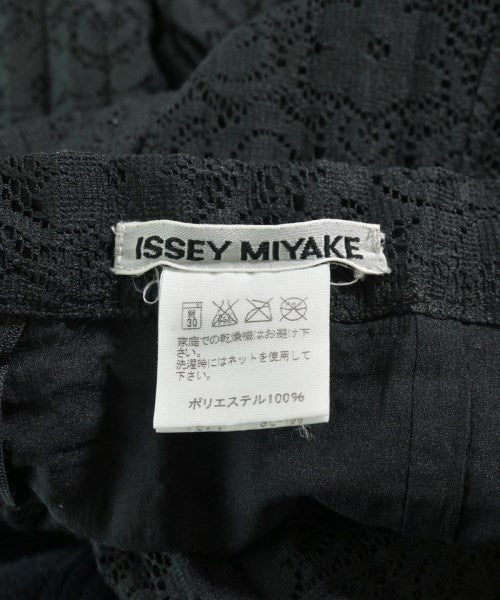 ISSEY MIYAKE
弱
30
家庭での乾燥機はお避け下
さい。
洗濯時にはネットを使用して
下さい。
ポリエステル100%